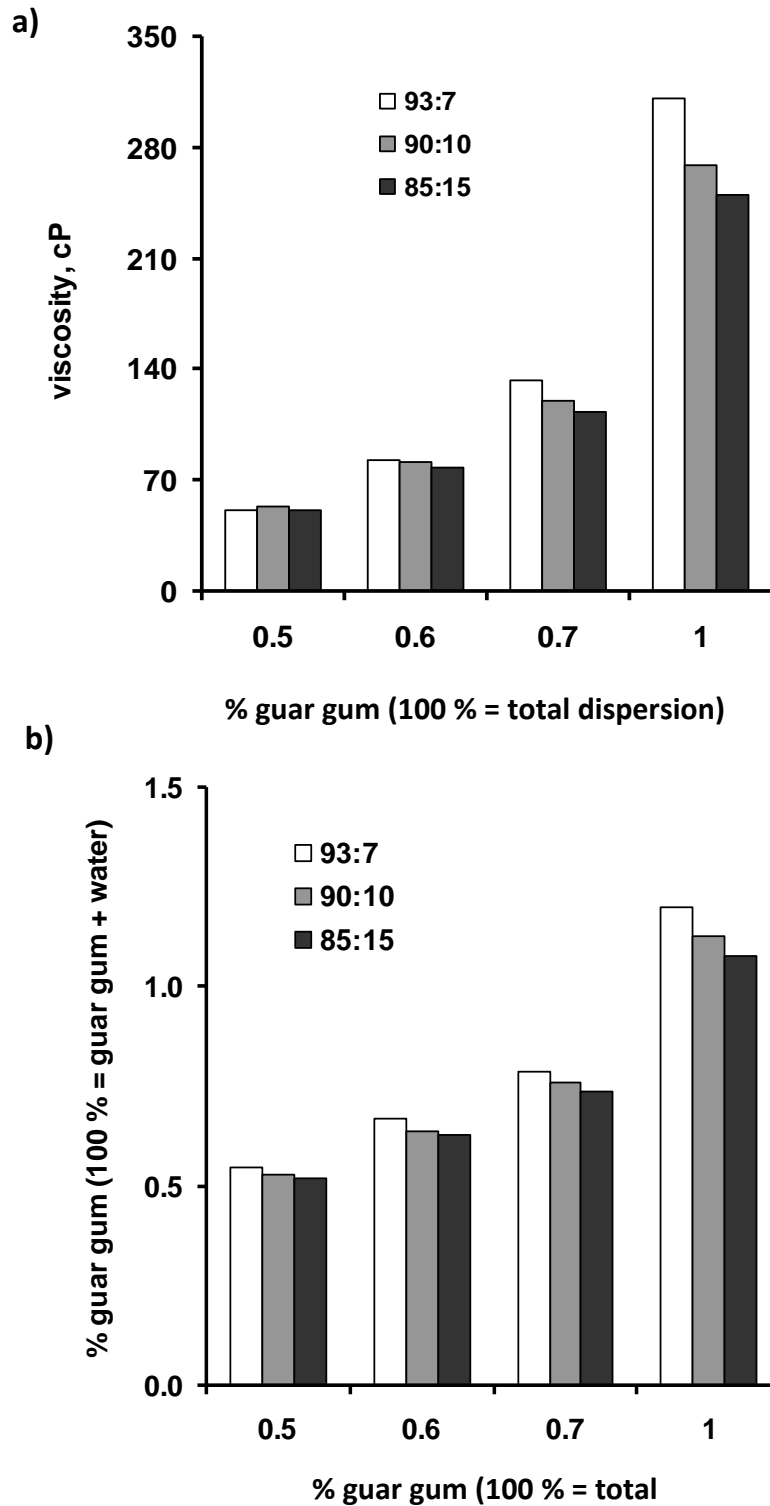 a)
350
280
210
140
70
0
viscosity, cP
93:7
90:10
85:15
0.5 0.6 0.7 1
% guar gum (100 % = total dispersion)
b)
1.5
1.0
0.5
0.0
% guar gum (100 % = guar gum + water)
93:7
90:10
85:15
0.5 0.6 0.7 1
% guar gum (100 % = total